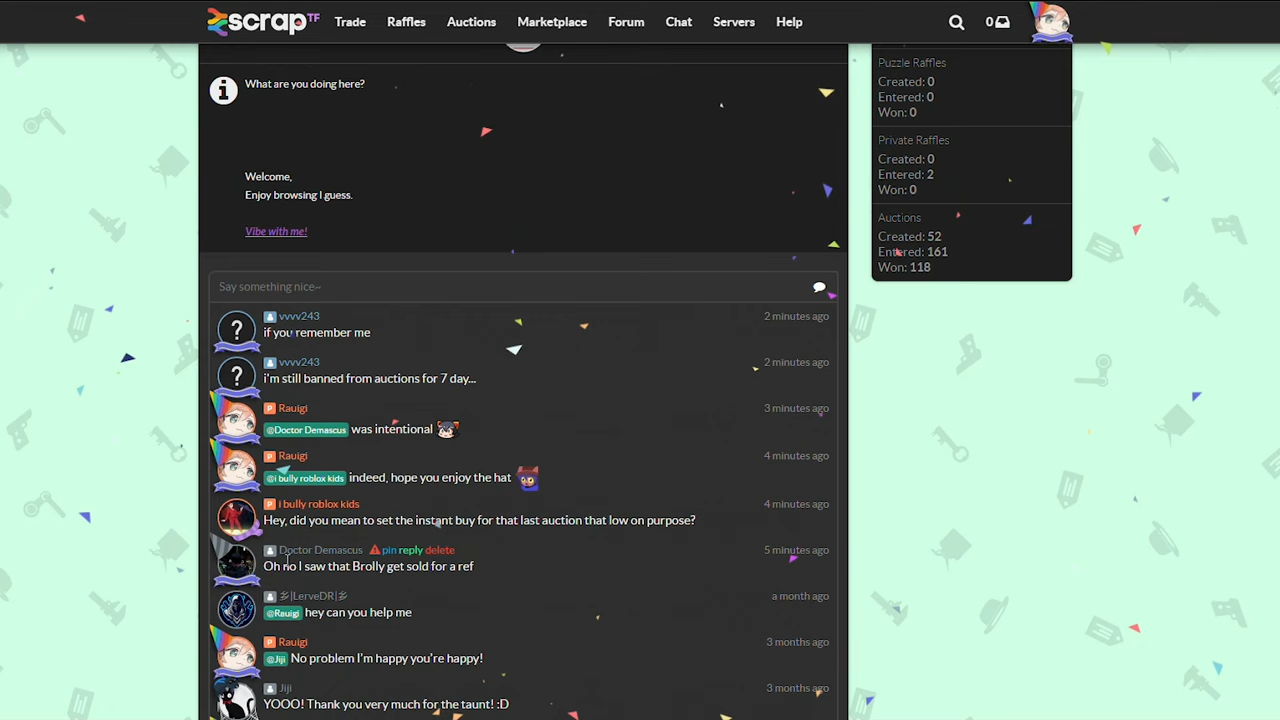 scrap TF
Trade
Raffles
Auctions
Marketplace
Forum
Chat
Servers
Help
0
What are you doing here?
Welcome,
Enjoy browsing I guess.
Vibe with me!
Puzzle Raffles
Created: 0
Entered: 0
Won: 0
Private Raffles
Created: 0
Entered: 2
Won: 0
Auctions
Created: 52
Entered: 161
Won: 118
Say something nice~
vvvv243 2 minutes ago
if you remember me
vvvv243 2 minutes ago
i'm still banned from auctions for 7 day...
P Rauigi 3 minutes ago
@Doctor Demascus was intentional
P Rauigi 4 minutes ago
@i bully roblox kids indeed, hope you enjoy the hat
P i bully roblox kids 4 minutes ago
Hey, did you mean to set the instant buy for that last auction that low on purpose?
Doctor Demascus pin reply delete 5 minutes ago
Oh no I saw that Brolly get sold for a ref
彡|LerveDR|彡 a month ago
@Rauigi hey can you help me
P Rauigi 3 months ago
@Jiji No problem I'm happy you're happy!
Jiji 3 months ago
YOOO! Thank you very much for the taunt! :D